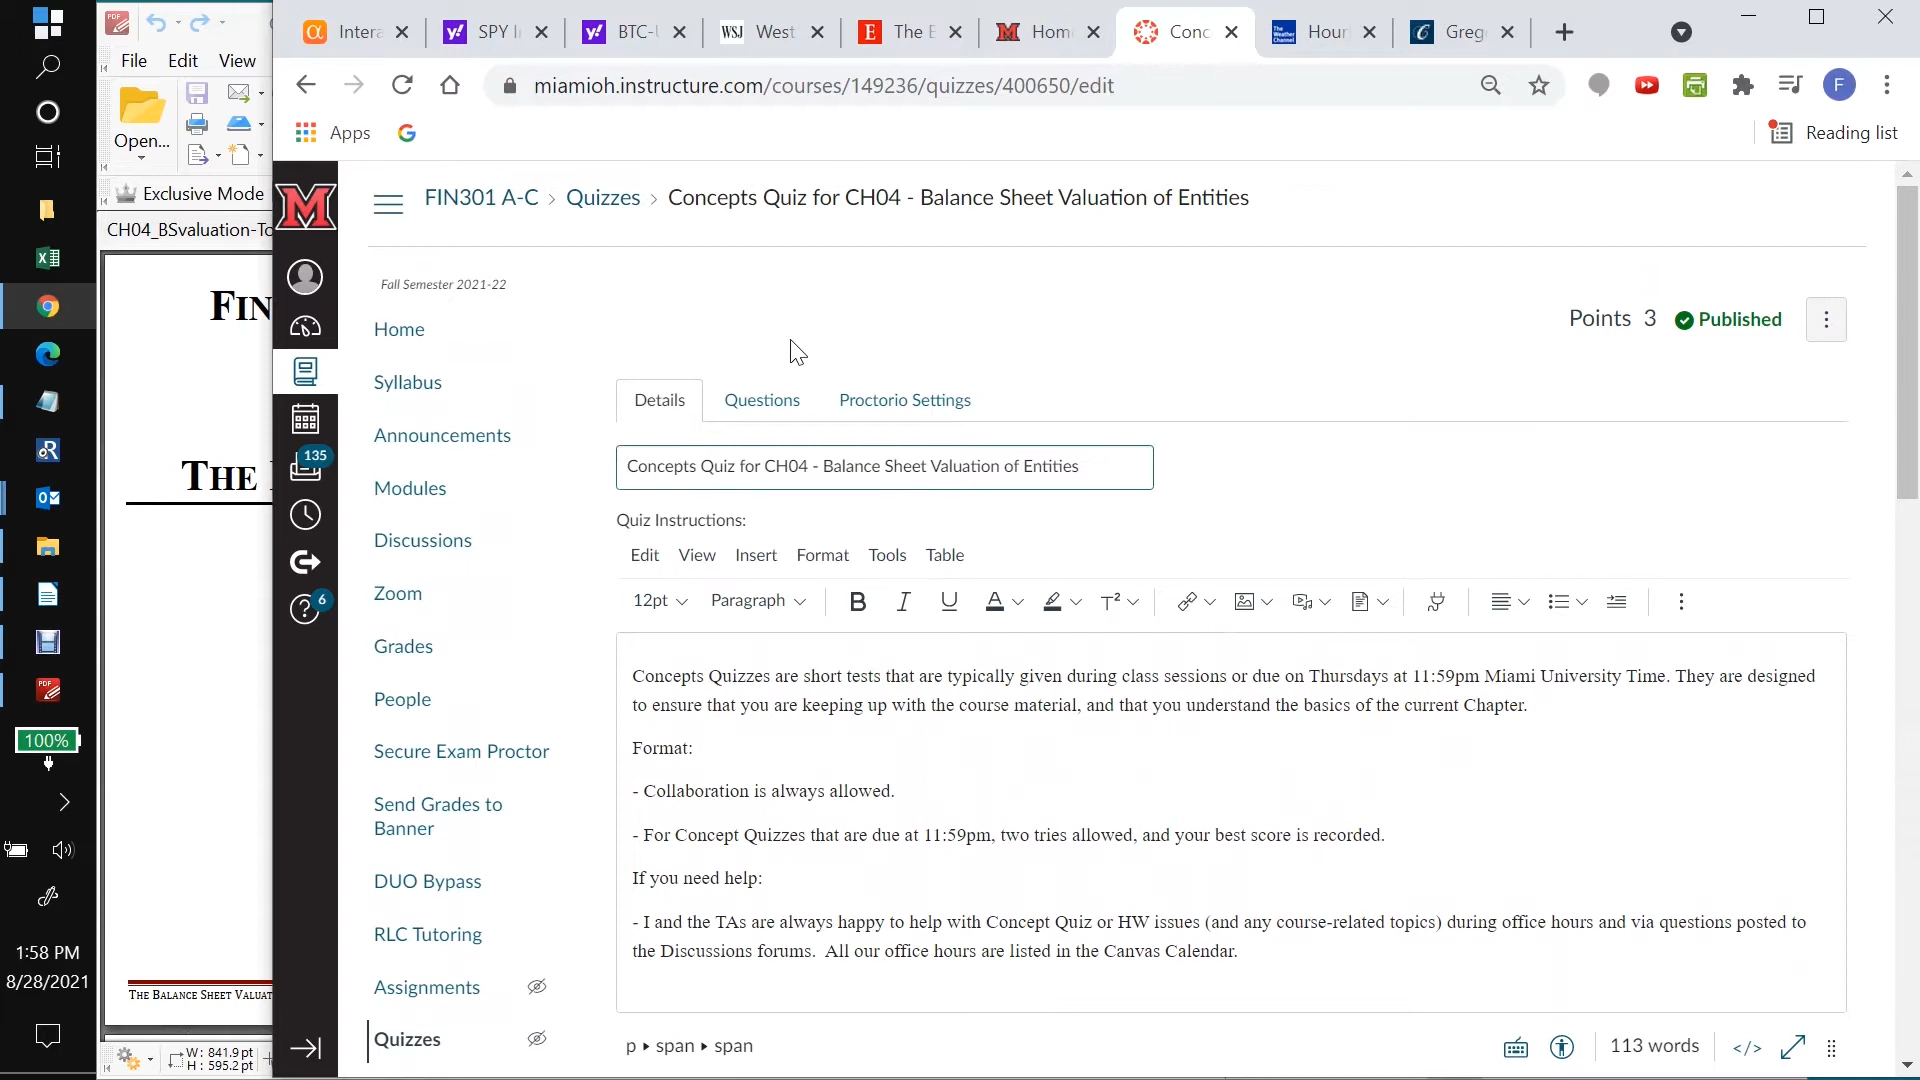 Inter
SPY I
BTC-
WSJ
West
The E
Hom
Conc
The Weather Channel
Hour
Greg
miamioh.instructure.com/courses/149236/quizzes/400650/edit
F
Apps
Reading list
File Edit View
Open...
Exclusive Mode
CH04_BSvaluation-To
FIN
THE
THE BALANCE SHEET VALUAT
W: 841.9 pt
H: 595.2 pt
100%
1:58 PM
8/28/2021
135
6
FIN301 A-C > Quizzes > Concepts Quiz for CH04 - Balance Sheet Valuation of Entities
Fall Semester 2021-22
Home
Syllabus
Announcements
Modules
Discussions
Zoom
Grades
People
Secure Exam Proctor
Send Grades to
Banner
DUO Bypass
RLC Tutoring
Assignments
Quizzes
Points 3 Published
Details Questions Proctorio Settings
Concepts Quiz for CH04 - Balance Sheet Valuation of Entities
Quiz Instructions:
Edit View Insert Format Tools Table
12pt Paragraph B I U A T²
Concepts Quizzes are short tests that are typically given during class sessions or due on Thursdays at 11:59pm Miami University Time. They are designed
to ensure that you are keeping up with the course material, and that you understand the basics of the current Chapter.
Format:
- Collaboration is always allowed.
- For Concept Quizzes that are due at 11:59pm, two tries allowed, and your best score is recorded.
If you need help:
- I and the TAs are always happy to help with Concept Quiz or HW issues (and any course-related topics) during office hours and via questions posted to
the Discussions forums. All our office hours are listed in the Canvas Calendar.
p ▸ span ▸ span
113 words
</>